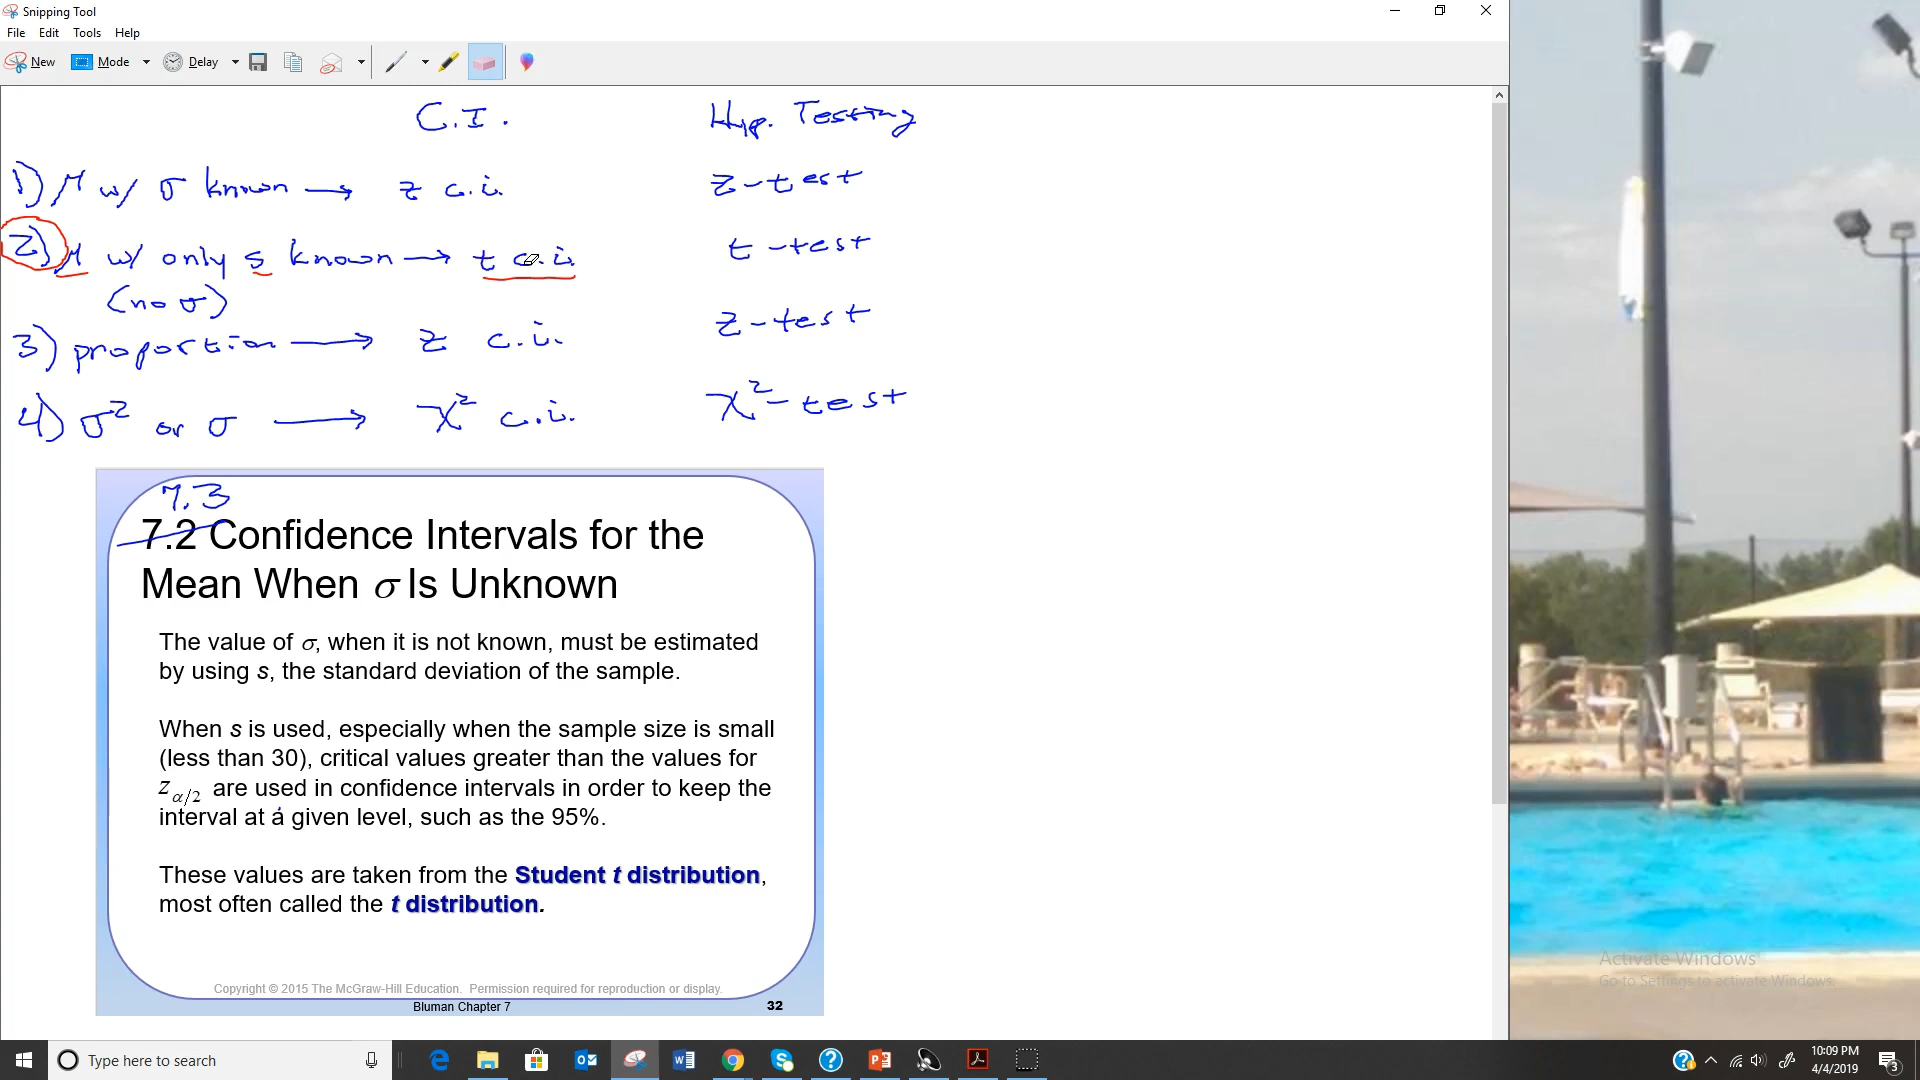 Snipping Tool
File Edit Tools Help
New Mode Delay
C.I. Hyp. Testing
1) μ w/ σ known → z c.i. z-test
2) μ w/ only s known → t c.i. t-test
(no σ)
3) proportion → z c.i. z-test
4) σ² or σ → χ² c.i. χ²-test
7.3
7.2 Confidence Intervals for the
Mean When σ Is Unknown
The value of σ, when it is not known, must be estimated
by using s, the standard deviation of the sample.
When s is used, especially when the sample size is small
(less than 30), critical values greater than the values for
z α/2 are used in confidence intervals in order to keep the
interval at a given level, such as the 95%.
These values are taken from the Student t distribution,
most often called the t distribution.
Copyright © 2015 The McGraw-Hill Education. Permission required for reproduction or display.
Bluman Chapter 7 32
Activate Windows
Go to Settings to activate Windows.
Type here to search
10:09 PM
4/4/2019
3